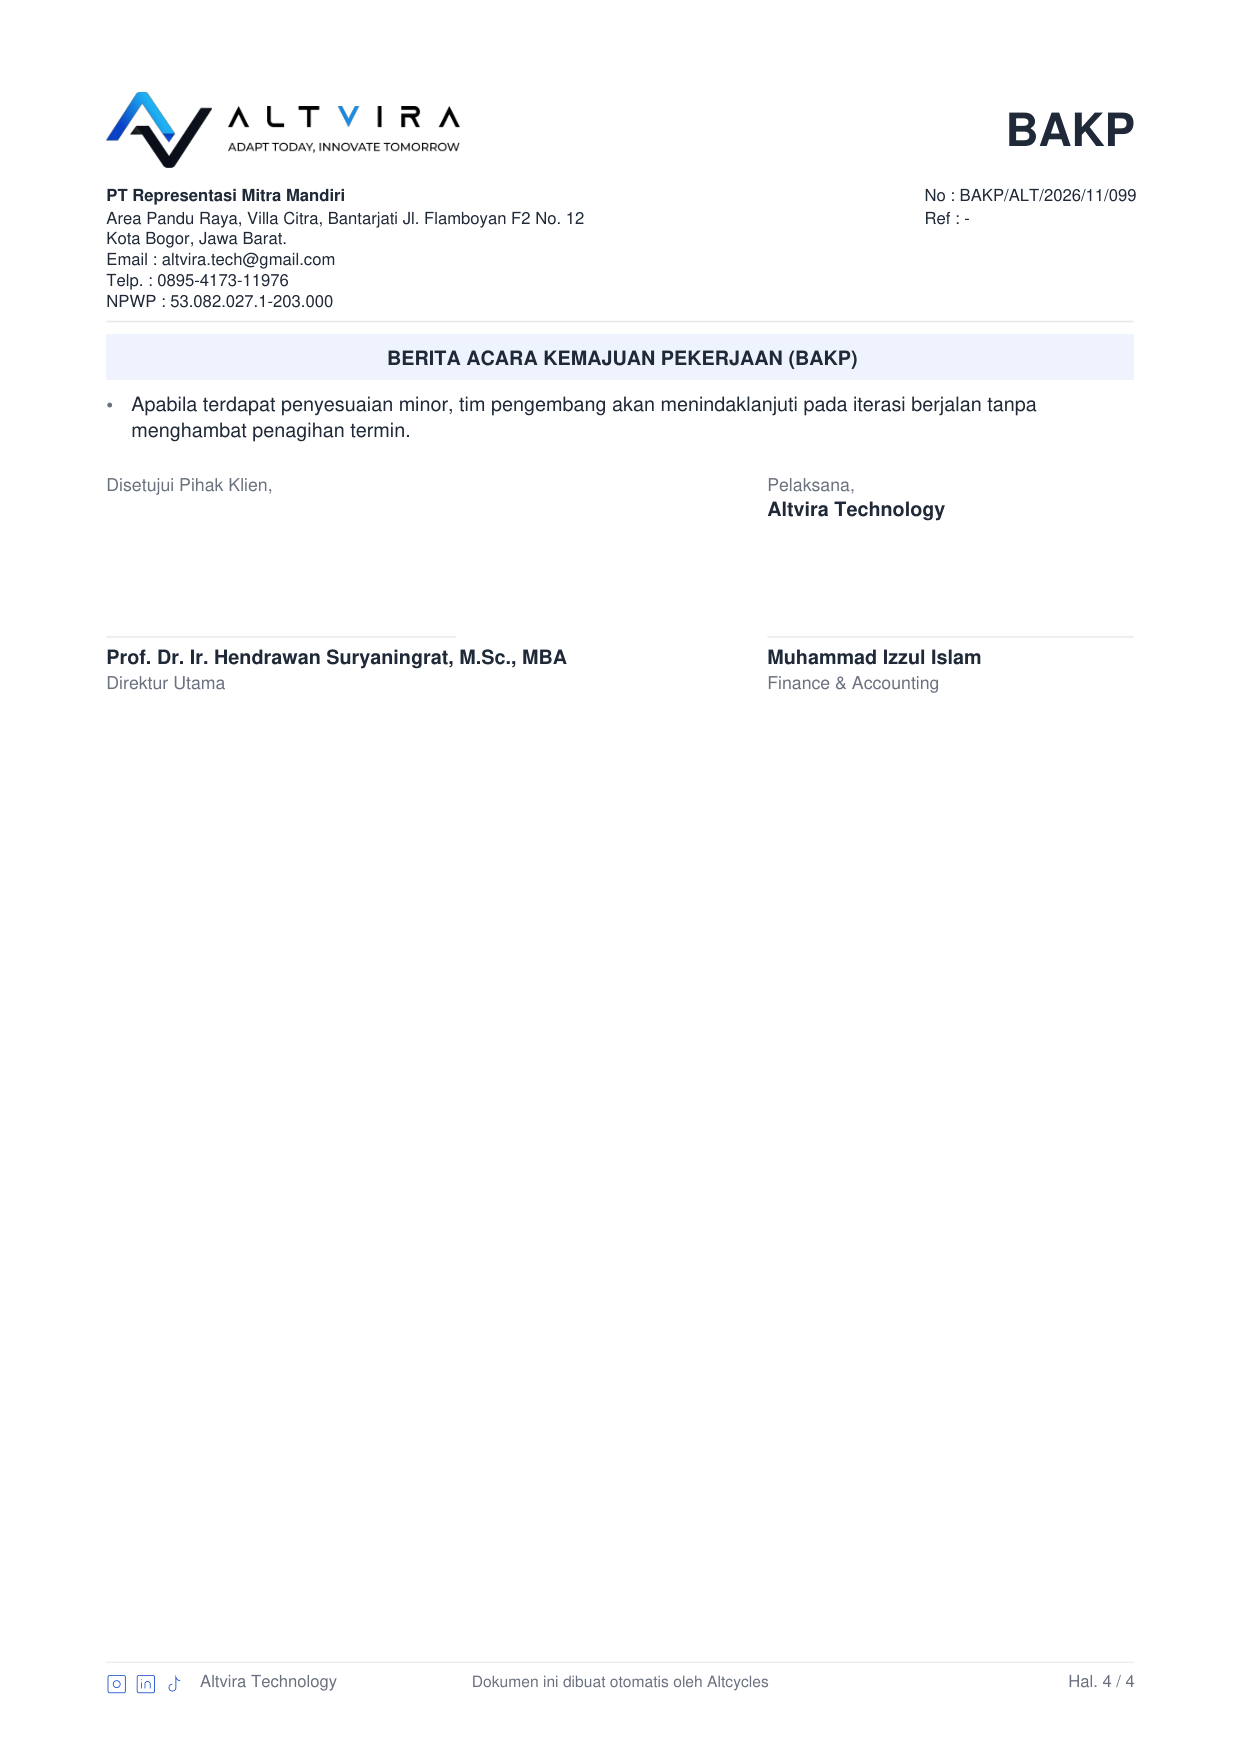 ALTVIRA
ADAPT TODAY, INNOVATE TOMORROW
BAKP
PT Representasi Mitra Mandiri
Area Pandu Raya, Villa Citra, Bantarjati Jl. Flamboyan F2 No. 12
Kota Bogor, Jawa Barat.
Email : altvira.tech@gmail.com
Telp. : 0895-4173-11976
NPWP : 53.082.027.1-203.000
No : BAKP/ALT/2026/11/099
Ref : -
BERITA ACARA KEMAJUAN PEKERJAAN (BAKP)
• Apabila terdapat penyesuaian minor, tim pengembang akan menindaklanjuti pada iterasi berjalan tanpa
menghambat penagihan termin.
Disetujui Pihak Klien,
Prof. Dr. Ir. Hendrawan Suryaningrat, M.Sc., MBA
Direktur Utama
Pelaksana,
Altvira Technology
Muhammad Izzul Islam
Finance & Accounting
Altvira Technology
Dokumen ini dibuat otomatis oleh Altcycles
Hal. 4 / 4